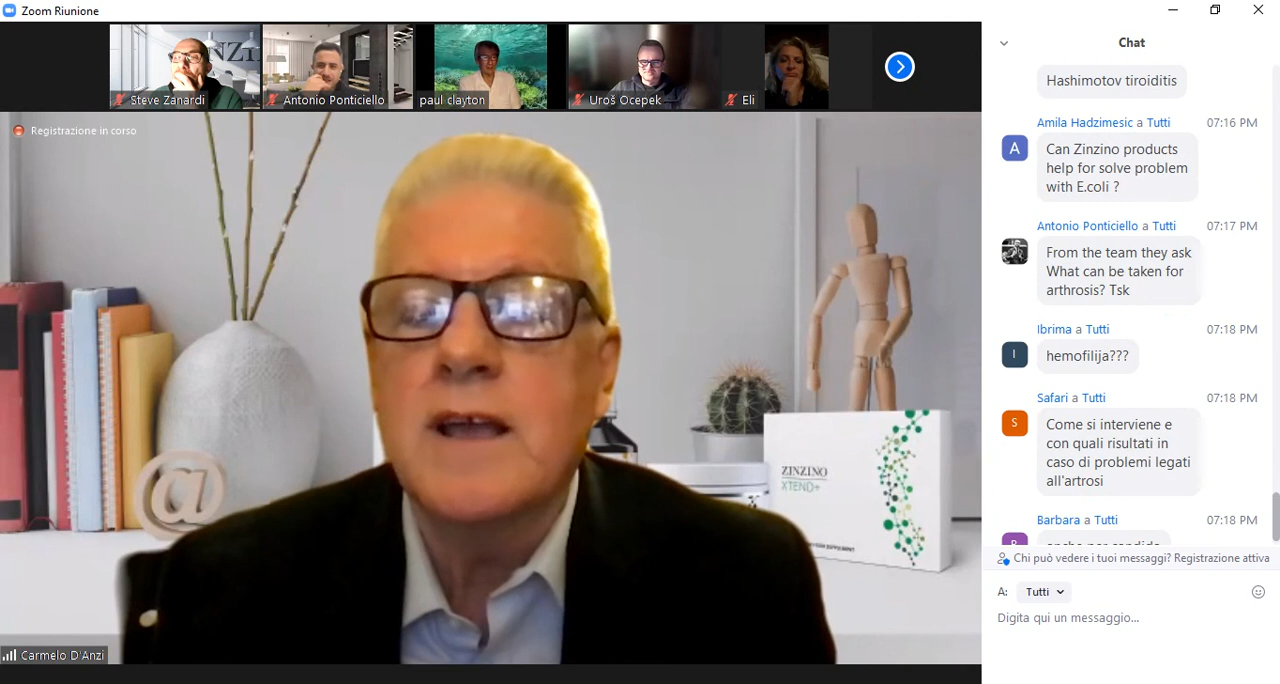 Zoom Riunione
NZI
Steve Zanardi
Antonio Ponticiello
paul clayton
Uroš Ocepek
Eli
Registrazione in corso
@
ZINZINO
XTEND+
Carmelo D'Anzi
Chat
Hashimotov tiroiditis
Amila Hadzimesic a Tutti 07:16 PM
A
Can Zinzino products
help for solve problem
with E.coli ?
Antonio Ponticiello a Tutti 07:17 PM
From the team they ask
What can be taken for
arthrosis? Tsk
Ibrima a Tutti 07:18 PM
I
hemofilija???
Safari a Tutti 07:18 PM
S
Come si interviene e
con quali risultati in
caso di problemi legati
all'artrosi
Barbara a Tutti 07:18 PM
Chi può vedere i tuoi messaggi? Registrazione attiva
A: Tutti
Digita qui un messaggio...